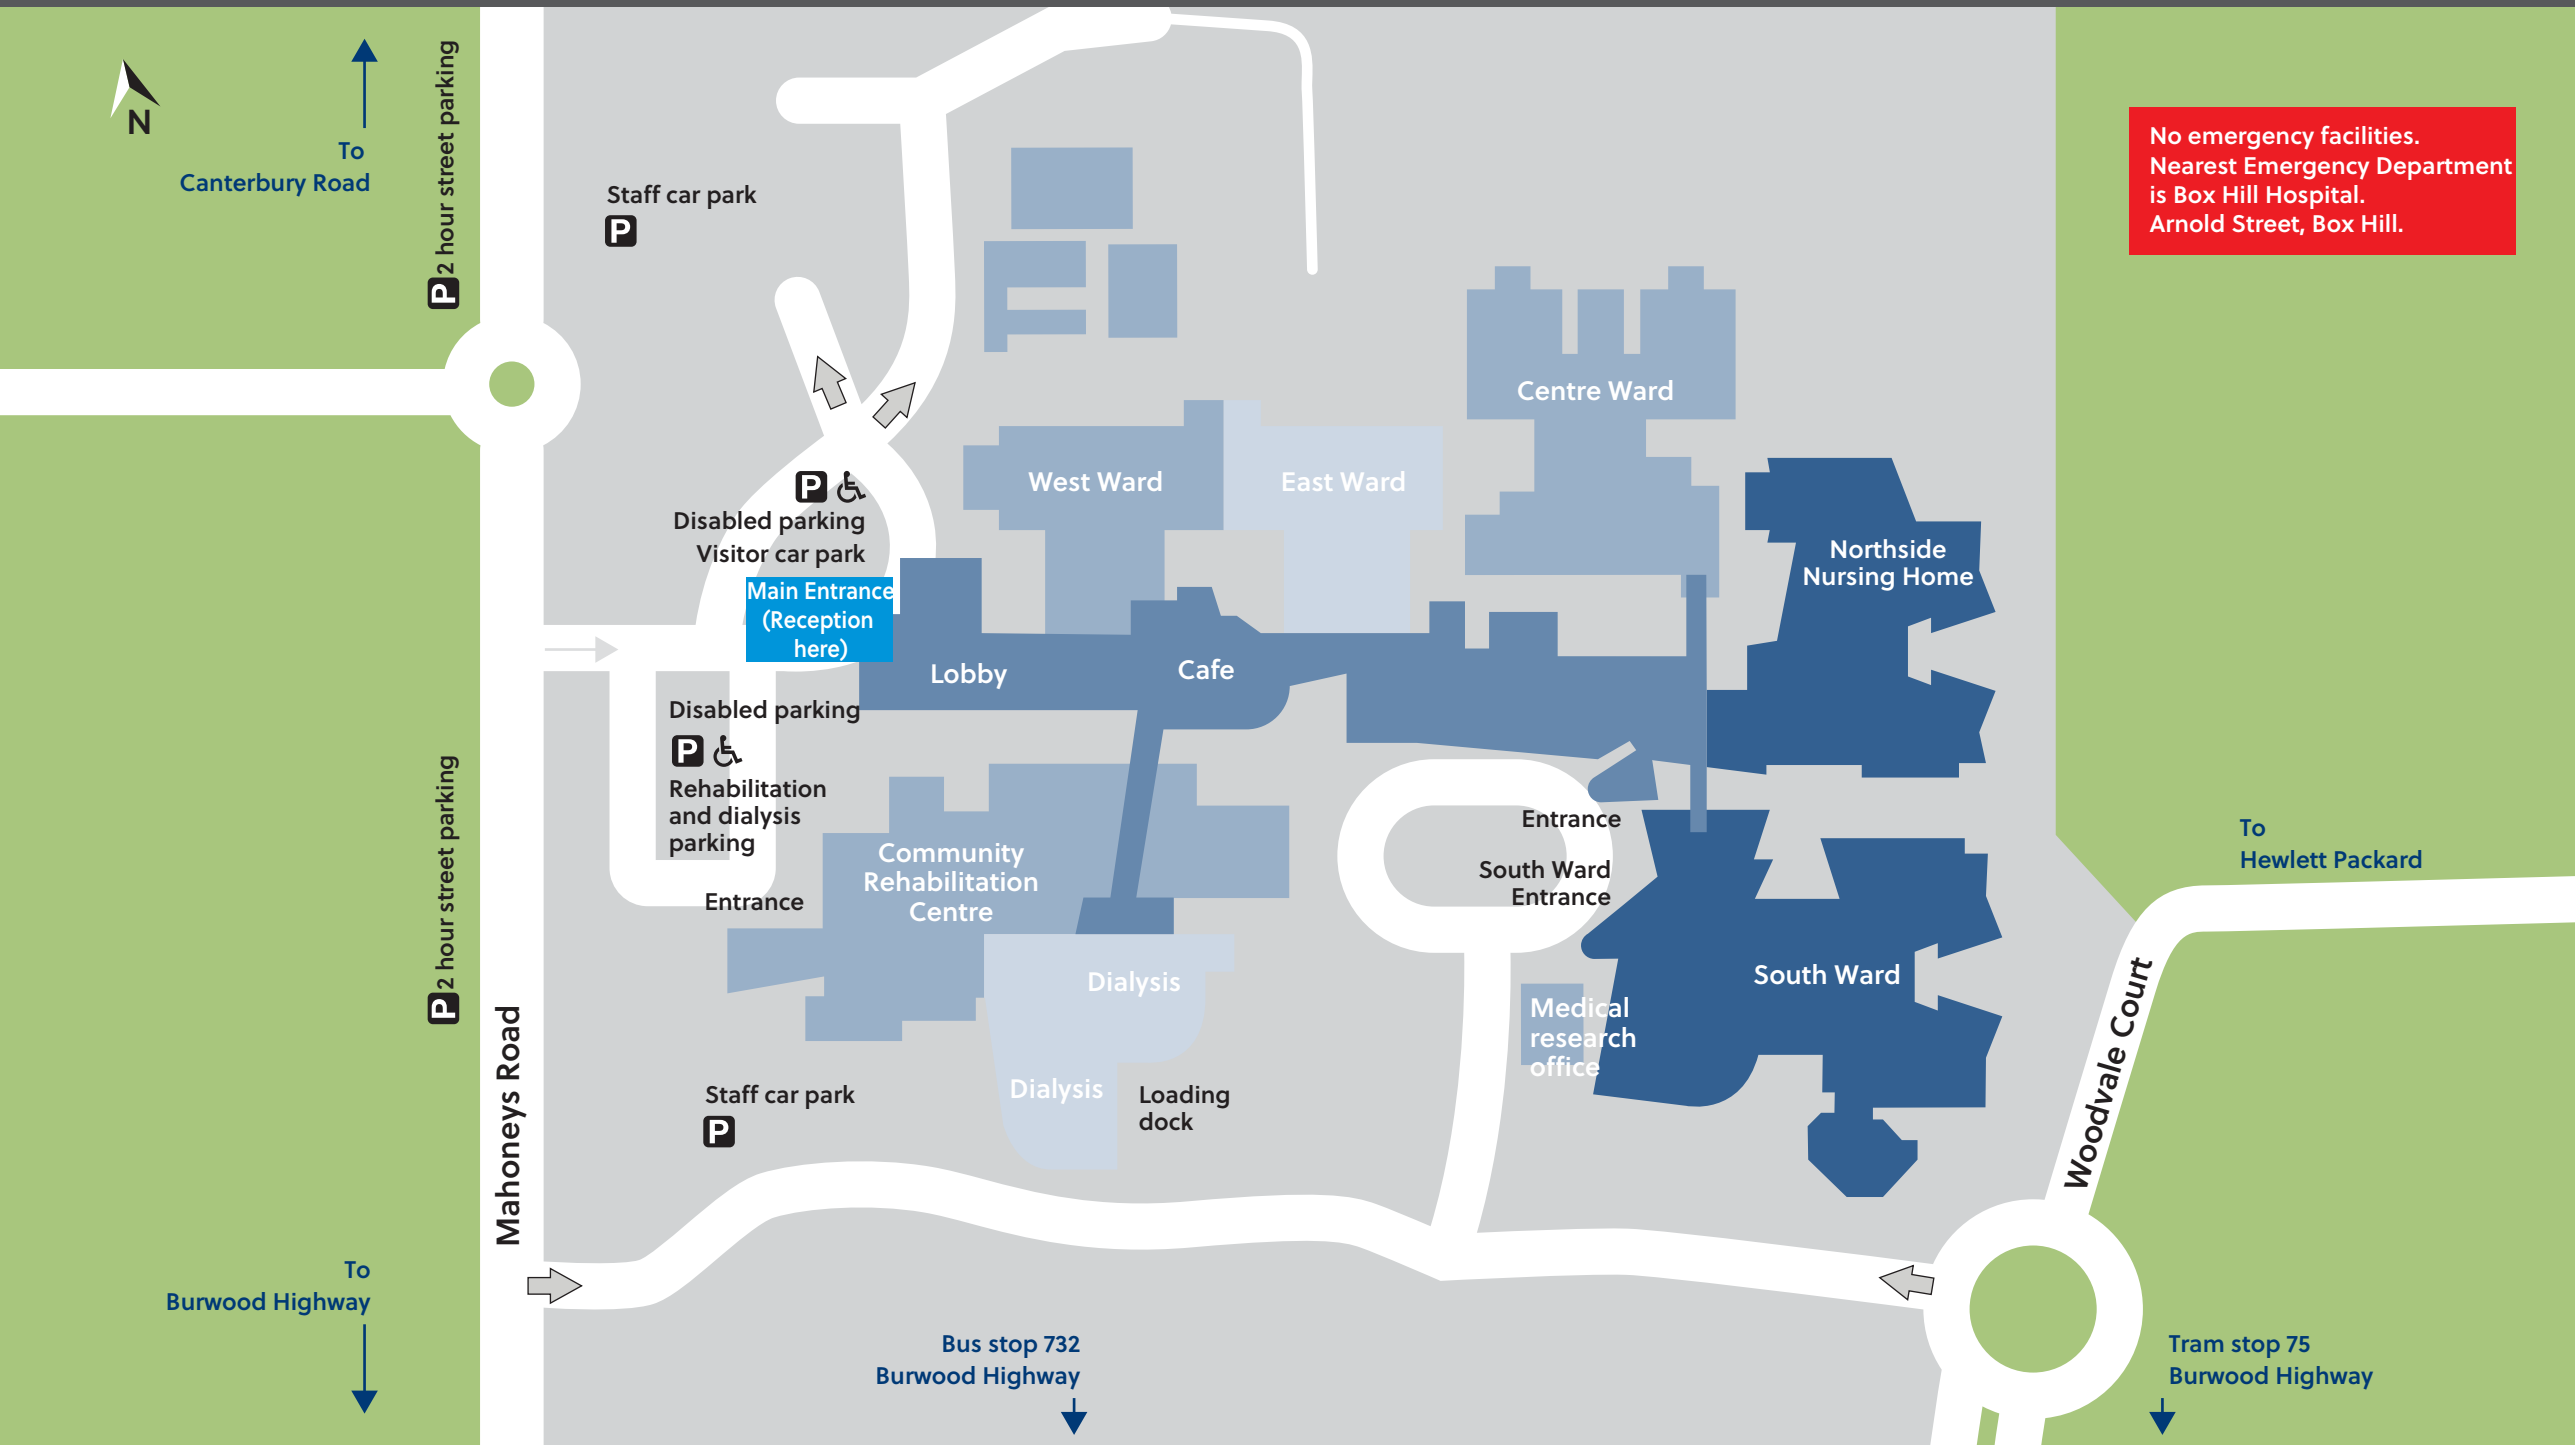 N
To
Canterbury Road
P 2 hour street parking
Staff car park
P
No emergency facilities.
Nearest Emergency Department
is Box Hill Hospital.
Arnold Street, Box Hill.
Centre Ward
West Ward
East Ward
P
Disabled parking
Visitor car park
Northside
Nursing Home
Main Entrance
(Reception
here)
Lobby
Cafe
Disabled parking
P
Rehabilitation
and dialysis
parking
Entrance
Community
Rehabilitation
Centre
Entrance
South Ward
Entrance
To
Hewlett Packard
P 2 hour street parking
Dialysis
South Ward
Medical
research
office
Woodvale Court
Mahoneys Road
Dialysis
Loading
dock
Staff car park
P
To
Burwood Highway
Bus stop 732
Burwood Highway
Tram stop 75
Burwood Highway